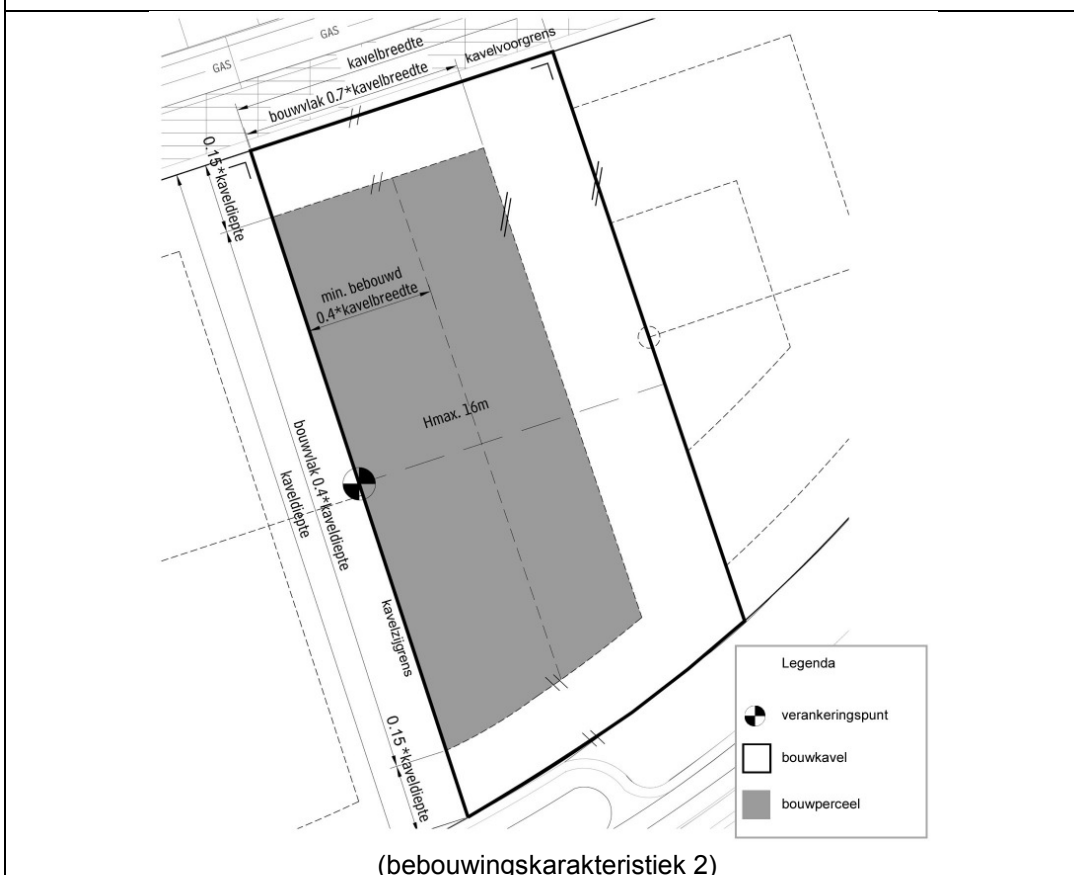 GAS
GAS
kavelbreedte
kavelvoorgrens
bouwvlak 0.7*kavelbreedte
0.15*kaveldiepte
min. bebouwd
0.4*kavelbreedte
Hmax. 16m
bouwvlak 0.4*kaveldiepte
kaveldiepte
kavelzijgrens
0.15 *kaveldiepte
Legenda
verankeringspunt
bouwkavel
bouwperceel
(bebouwingskarakteristiek 2)